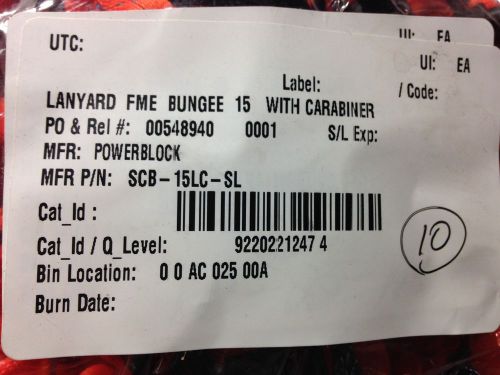 UTC:
UI: EA
UI: EA
Label:
/ Code:
LANYARD FME BUNGEE 15 WITH CARABINER
PO & Rel #: 00548940 0001 S/L Exp:
MFR: POWERBLOCK
MFR P/N: SCB-15LC-SL
Cat_Id :
Cat_Id / Q_Level: 9220221247 4
10
Bin Location: 0 0 AC 025 00A
Burn Date: